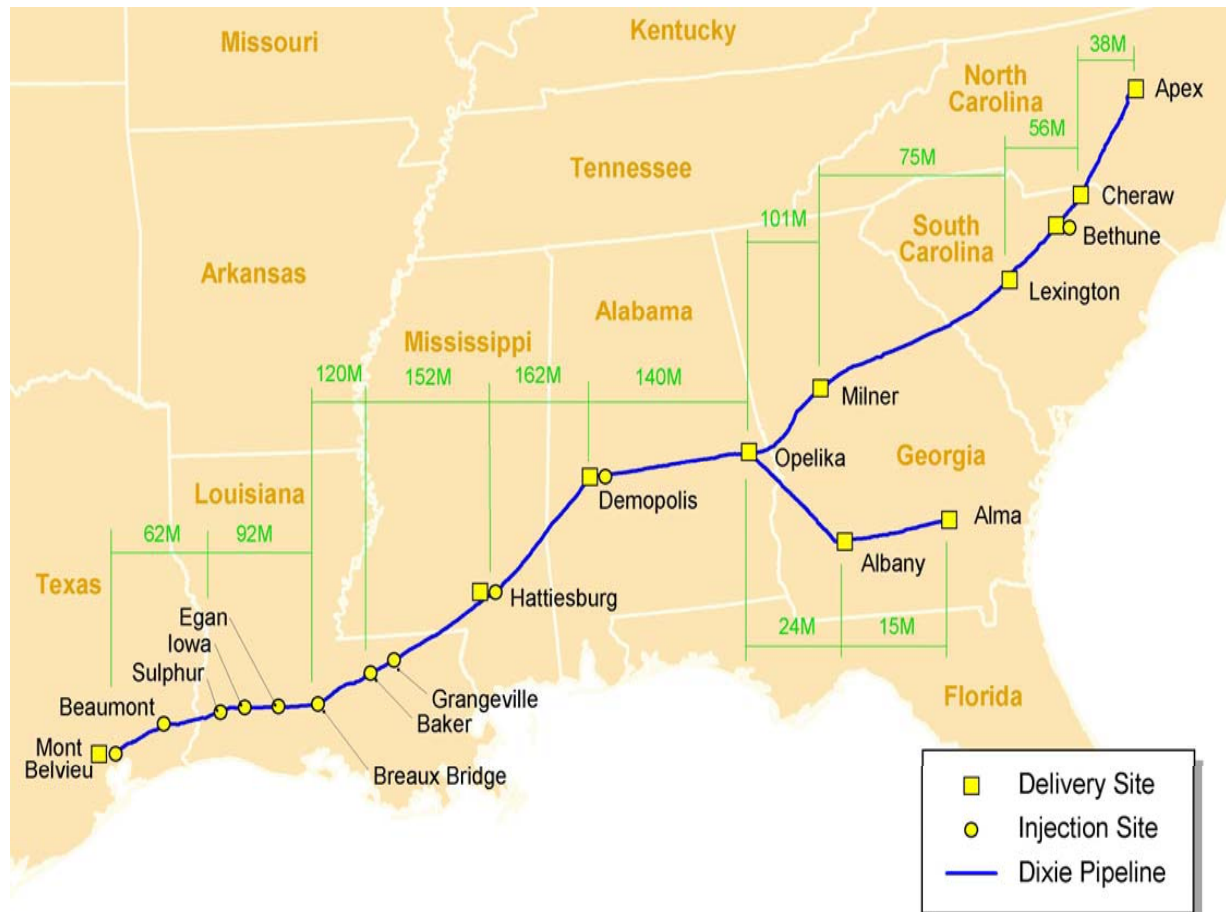 Missouri
Kentucky
38M
North
Carolina
Apex
56M
75M
Tennessee
Cheraw
101M
South
Carolina
Bethune
Arkansas
Lexington
Alabama
Mississippi
120M
152M
162M
140M
Milner
Opelika
Georgia
Louisiana
Demopolis
Alma
62M
92M
Albany
Texas
Hattiesburg
Egan
Iowa
24M
15M
Sulphur
Grangeville
Florida
Beaumont
Baker
Mont
Belvieu
Breaux Bridge
Delivery Site
Injection Site
Dixie Pipeline